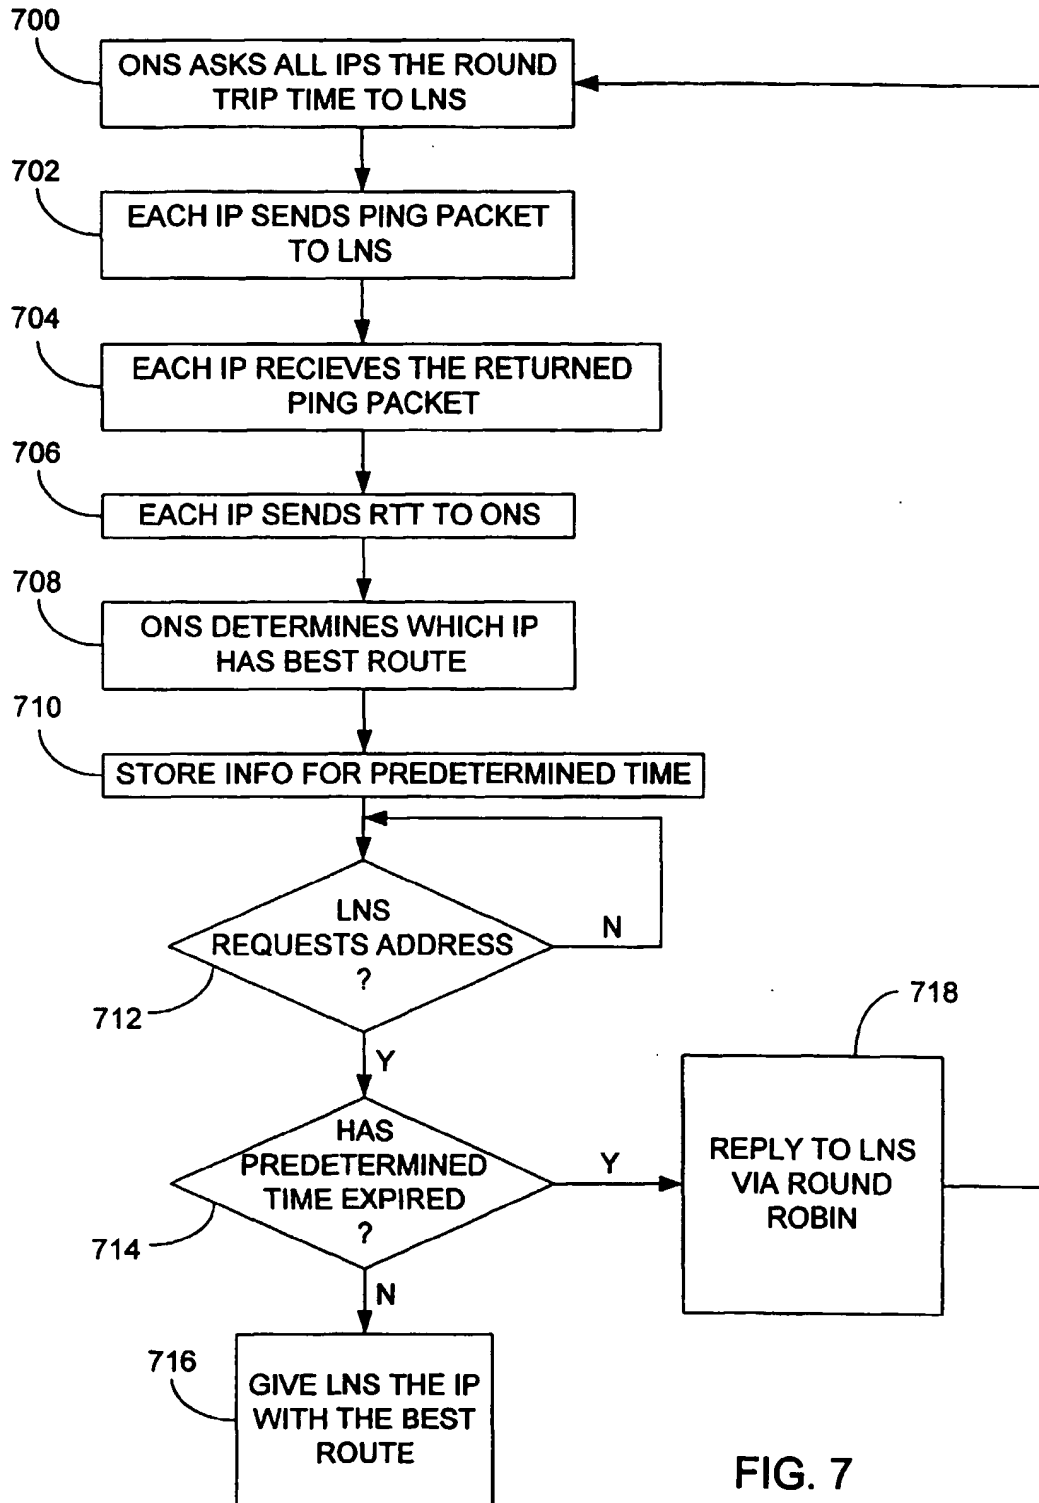 700
ONS ASKS ALL IPS THE ROUND
TRIP TIME TO LNS
702
EACH IP SENDS PING PACKET
TO LNS
704
EACH IP RECIEVES THE RETURNED
PING PACKET
706
EACH IP SENDS RTT TO ONS
708
ONS DETERMINES WHICH IP
HAS BEST ROUTE
710
STORE INFO FOR PREDETERMINED TIME
LNS
REQUESTS ADDRESS
?
N
712
Y
718
HAS
PREDETERMINED
TIME EXPIRED
?
Y
714
N
REPLY TO LNS
VIA ROUND
ROBIN
716
GIVE LNS THE IP
WITH THE BEST
ROUTE
FIG. 7